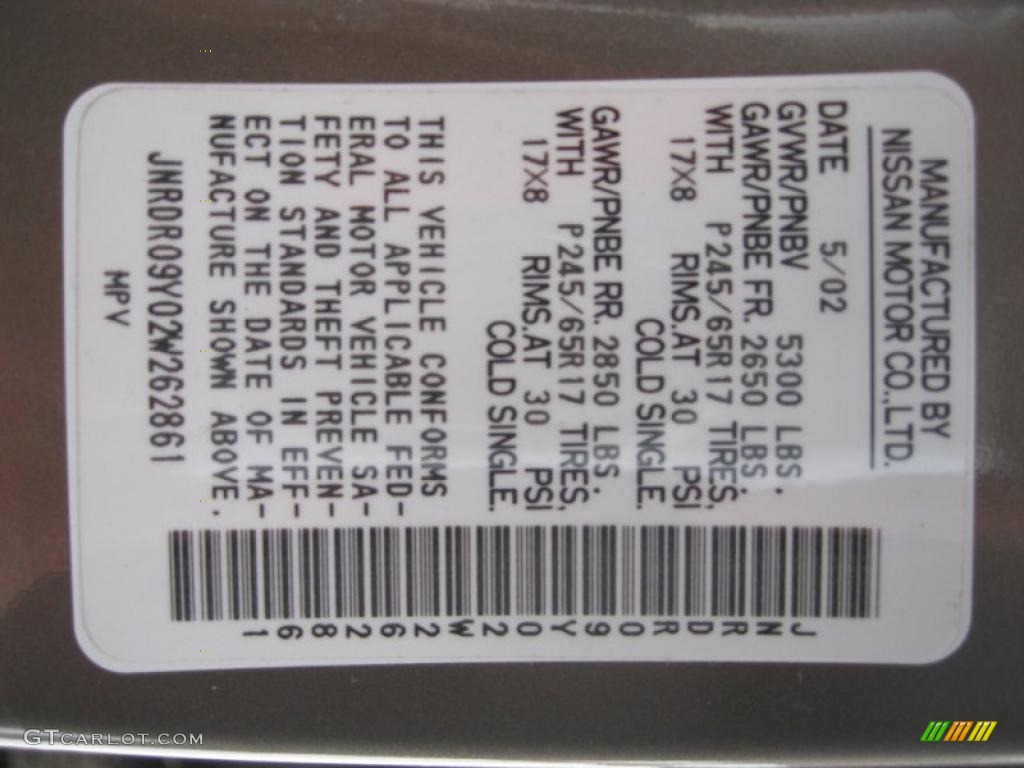 MANUFACTURED BY
NISSAN MOTOR CO.,LTD.
DATE 5/02
GVWR/PNBV 5300 LBS.
GAWR/PNBE FR. 2650 LBS.
WITH P245/65R17 TIRES,
17X8 RIMS.AT 30 PSI
COLD SINGLE.
GAWR/PNBE RR. 2850 LBS.
WITH P245/65R17 TIRES,
17X8 RIMS.AT 30 PSI
COLD SINGLE.
THIS VEHICLE CONFORMS
TO ALL APPLICABLE FED-
ERAL MOTOR VEHICLE SA-
FETY AND THEFT PREVEN-
TION STANDARDS IN EFF-
ECT ON THE DATE OF MA-
NUFACTURE SHOWN ABOVE.
JNRDR09Y02W262861
MPV
JNRDR09Y02W262861
GTCARLOT.COM